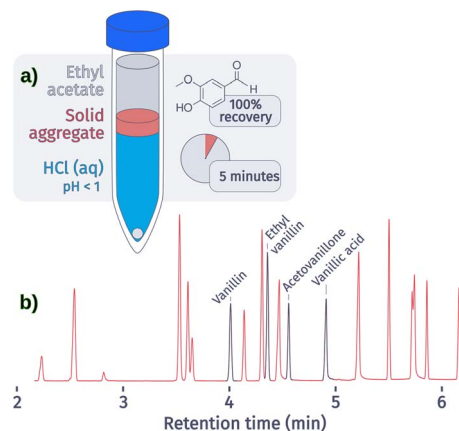 a)
Ethyl
acetate
Solid
aggregate
HCl (aq)
pH < 1
O
O
H
HO
100%
recovery
5 minutes
b)
Vanillin
Ethyl
vanillin
Acetovanillone
Vanillic acid
2 3 4 5 6
Retention time (min)